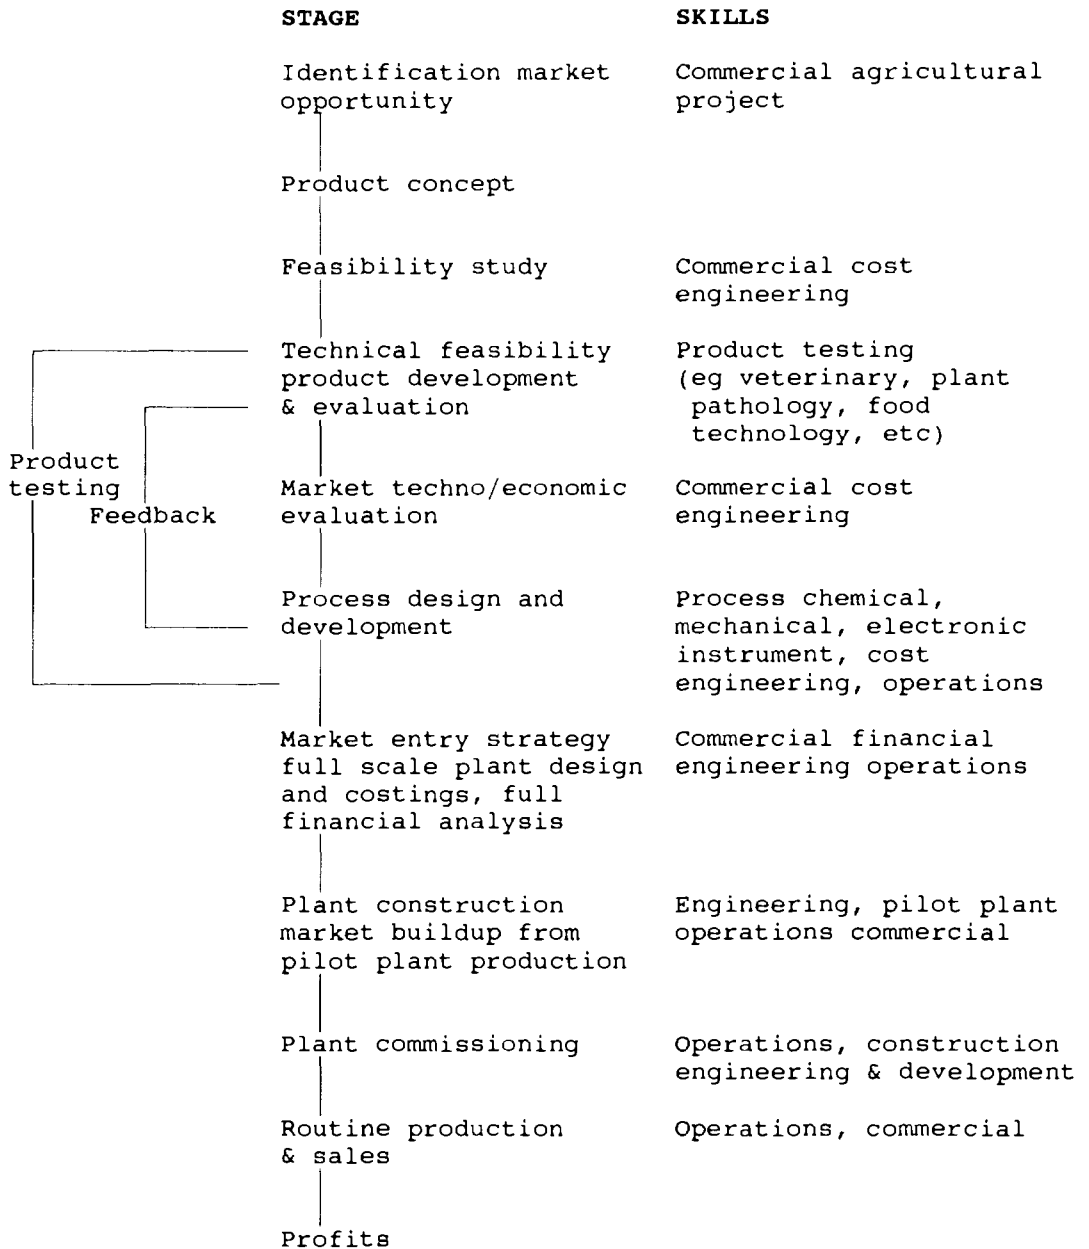 STAGE SKILLS
Identification market Commercial agricultural
opportunity project
Product concept
Feasibility study Commercial cost
engineering
Technical feasibility Product testing
product development (eg veterinary, plant
& evaluation pathology, food
technology, etc)
Product
testing Market techno/economic Commercial cost
Feedback evaluation engineering
Process design and Process chemical,
development mechanical, electronic
instrument, cost
engineering, operations
Market entry strategy Commercial financial
full scale plant design engineering operations
and costings, full
financial analysis
Plant construction Engineering, pilot plant
market buildup from operations commercial
pilot plant production
Plant commissioning Operations, construction
engineering & development
Routine production Operations, commercial
& sales
Profits